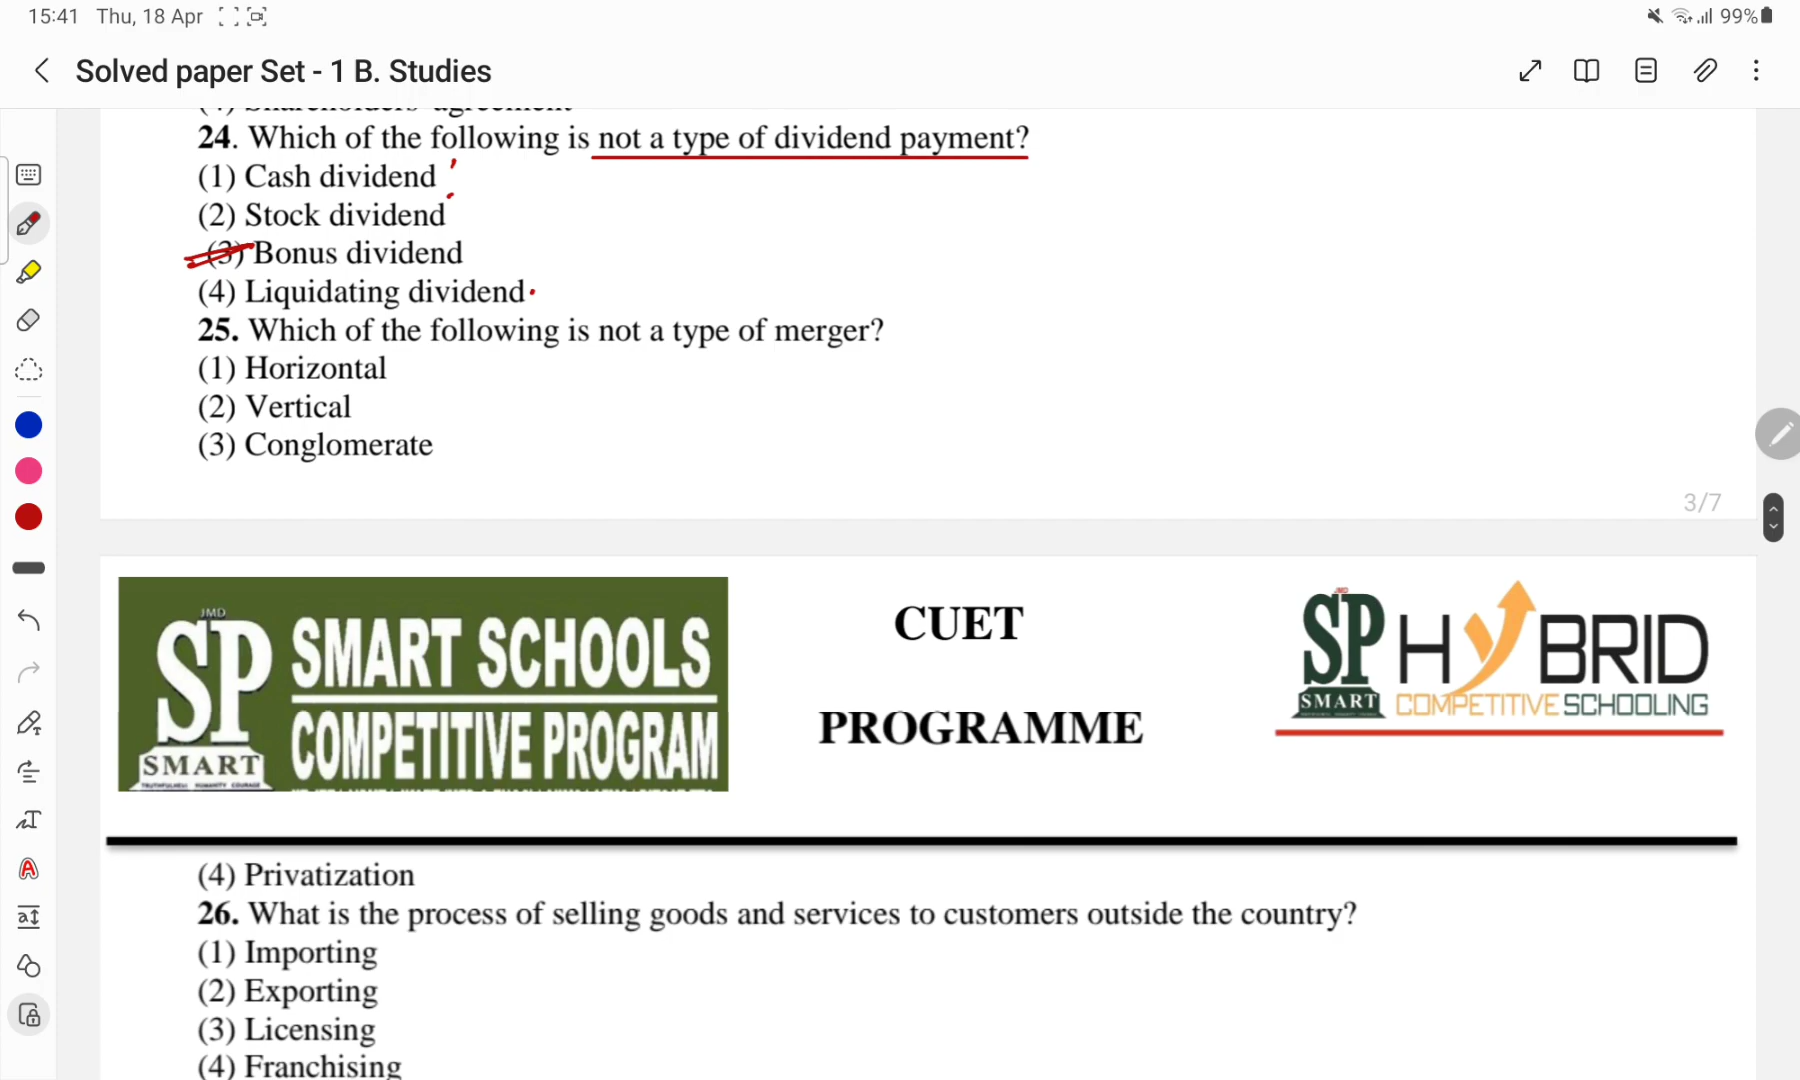 15:41 Thu, 18 Apr
99%
Solved paper Set - 1 B. Studies
(4) Shareholders' agreement
24. Which of the following is not a type of dividend payment?
(1) Cash dividend
(2) Stock dividend
(3) Bonus dividend
(4) Liquidating dividend
25. Which of the following is not a type of merger?
(1) Horizontal
(2) Vertical
(3) Conglomerate
3/7
JMD
SP
SMART
SMART SCHOOLS
COMPETITIVE PROGRAM
CUET
PROGRAMME
SP
SMART
HYBRID
COMPETITIVE SCHOOLING
(4) Privatization
26. What is the process of selling goods and services to customers outside the country?
(1) Importing
(2) Exporting
(3) Licensing
(4) Franchising